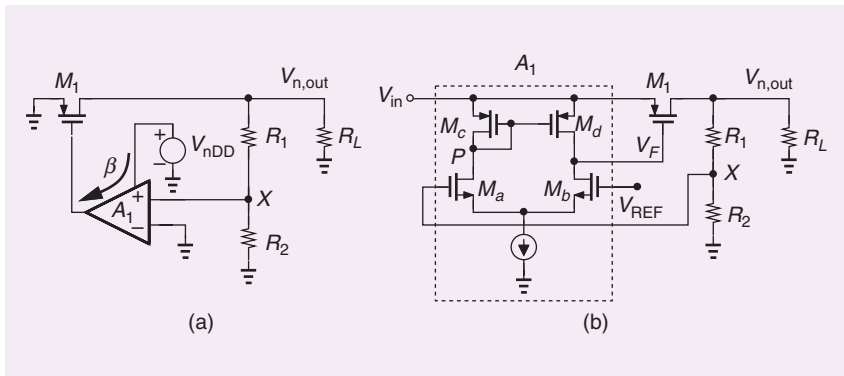 M1
Vn,out
+
−
VnDD
β
R1
RL
A1
+
−
X
R2
(a)
A1
Vin
M1
Vn,out
Mc
Md
R1
RL
P
VF
X
Ma
Mb
VREF
R2
(b)